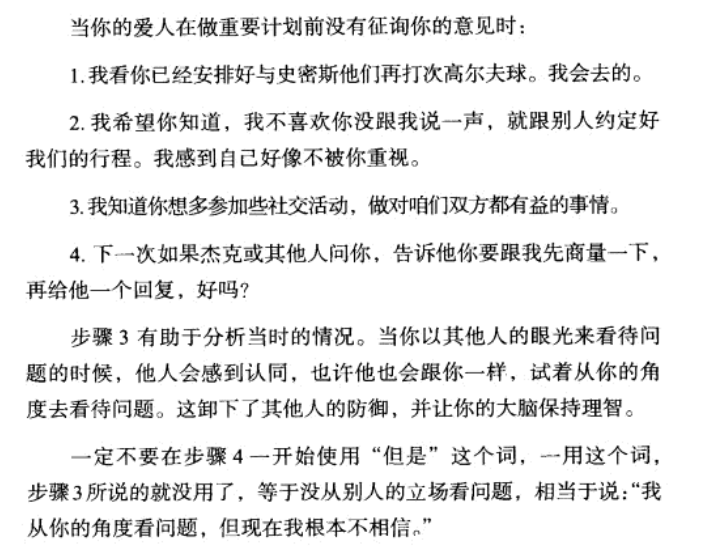 当你的爱人在做重要计划前没有征询你的意见时：
1.我看你已经安排好与史密斯他们再打次高尔夫球。我会去的。
2.我希望你知道，我不喜欢你没跟我说一声，就跟别人约定好
我们的行程。我感到自己好像不被你重视。
3.我知道你想多参加些社交活动，做对咱们双方都有益的事情。
4.下一次如果杰克或其他人问你，告诉他你要跟我先商量一下，
再给他一个回复，好吗？
步骤3 有助于分析当时的情况。当你以其他人的眼光来看待问
题的时候，他人会感到认同，也许他也会跟你一样，试着从你的角
度去看待问题。这卸下了其他人的防御，并让你的大脑保持理智。
一定不要在步骤4一开始使用“但是”这个词，一用这个词，
步骤3所说的就没用了，等于没从别人的立场看问题，相当于说：“我
从你的角度看问题，但现在我根本不相信。”